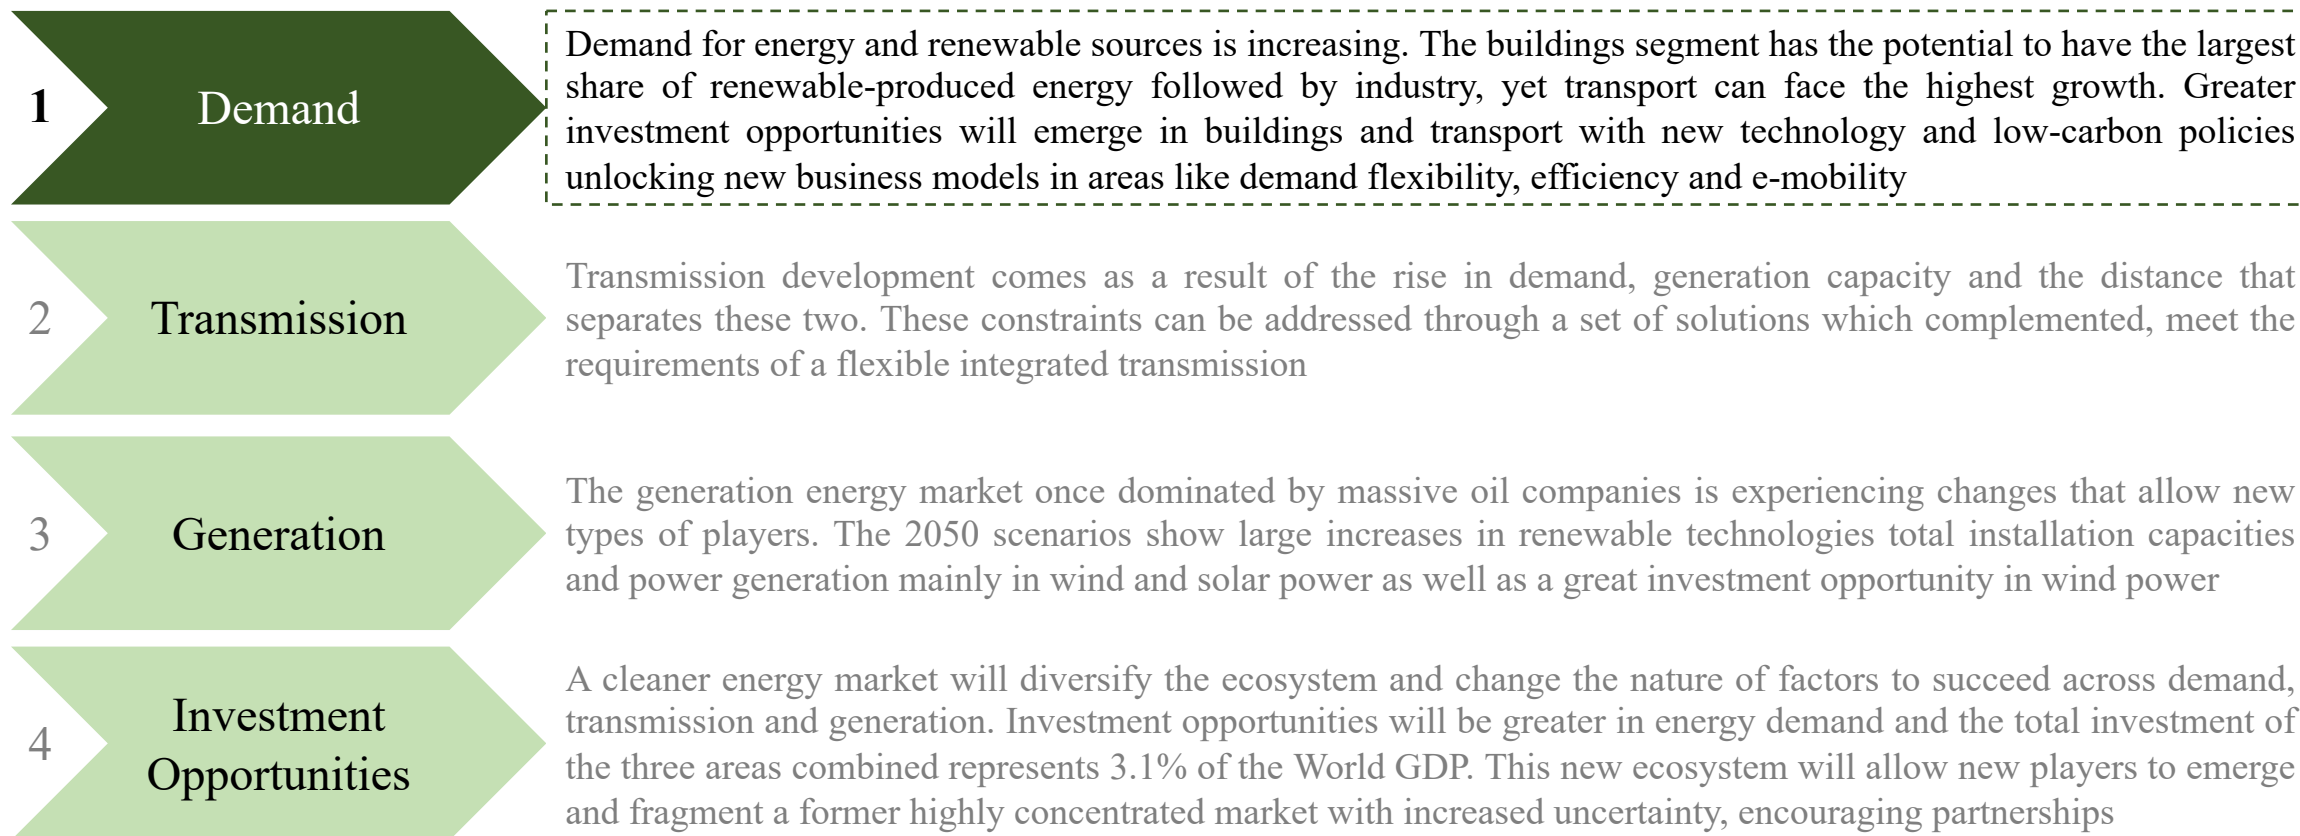 1
Demand
Demand for energy and renewable sources is increasing. The buildings segment has the potential to have the largest
share of renewable-produced energy followed by industry, yet transport can face the highest growth. Greater
investment opportunities will emerge in buildings and transport with new technology and low-carbon policies
unlocking new business models in areas like demand flexibility, efficiency and e-mobility
2
Transmission
Transmission development comes as a result of the rise in demand, generation capacity and the distance that
separates these two. These constraints can be addressed through a set of solutions which complemented, meet the
requirements of a flexible integrated transmission
3
Generation
The generation energy market once dominated by massive oil companies is experiencing changes that allow new
types of players. The 2050 scenarios show large increases in renewable technologies total installation capacities
and power generation mainly in wind and solar power as well as a great investment opportunity in wind power
4
Investment
Opportunities
A cleaner energy market will diversify the ecosystem and change the nature of factors to succeed across demand,
transmission and generation. Investment opportunities will be greater in energy demand and the total investment of
the three areas combined represents 3.1% of the World GDP. This new ecosystem will allow new players to emerge
and fragment a former highly concentrated market with increased uncertainty, encouraging partnerships